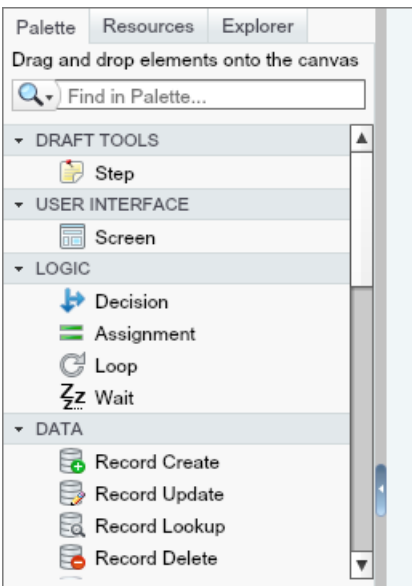 Palette Resources Explorer
Drag and drop elements onto the canvas
Find in Palette...
DRAFT TOOLS
Step
USER INTERFACE
Screen
LOGIC
Decision
Assignment
Loop
Zzz... Wait
DATA
Record Create
Record Update
Record Lookup
Record Delete